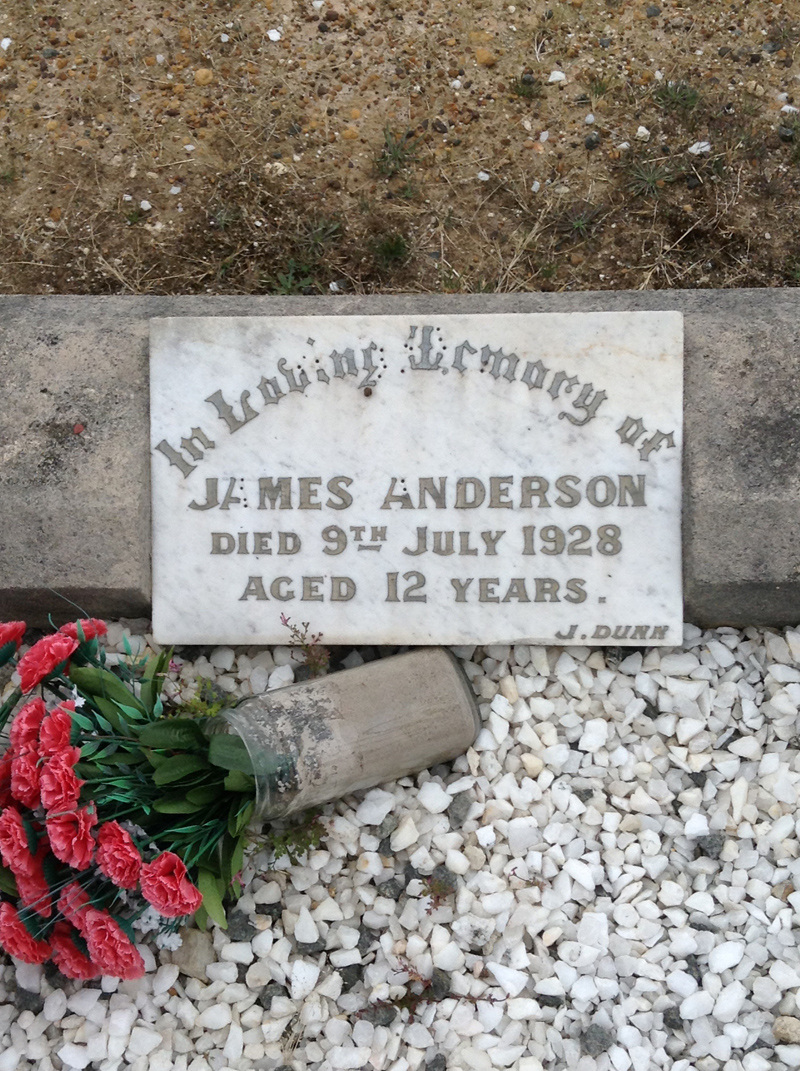 In Loving Memory of
JAMES ANDERSON
DIED 9TH JULY 1928
AGED 12 YEARS.
J. DUNN